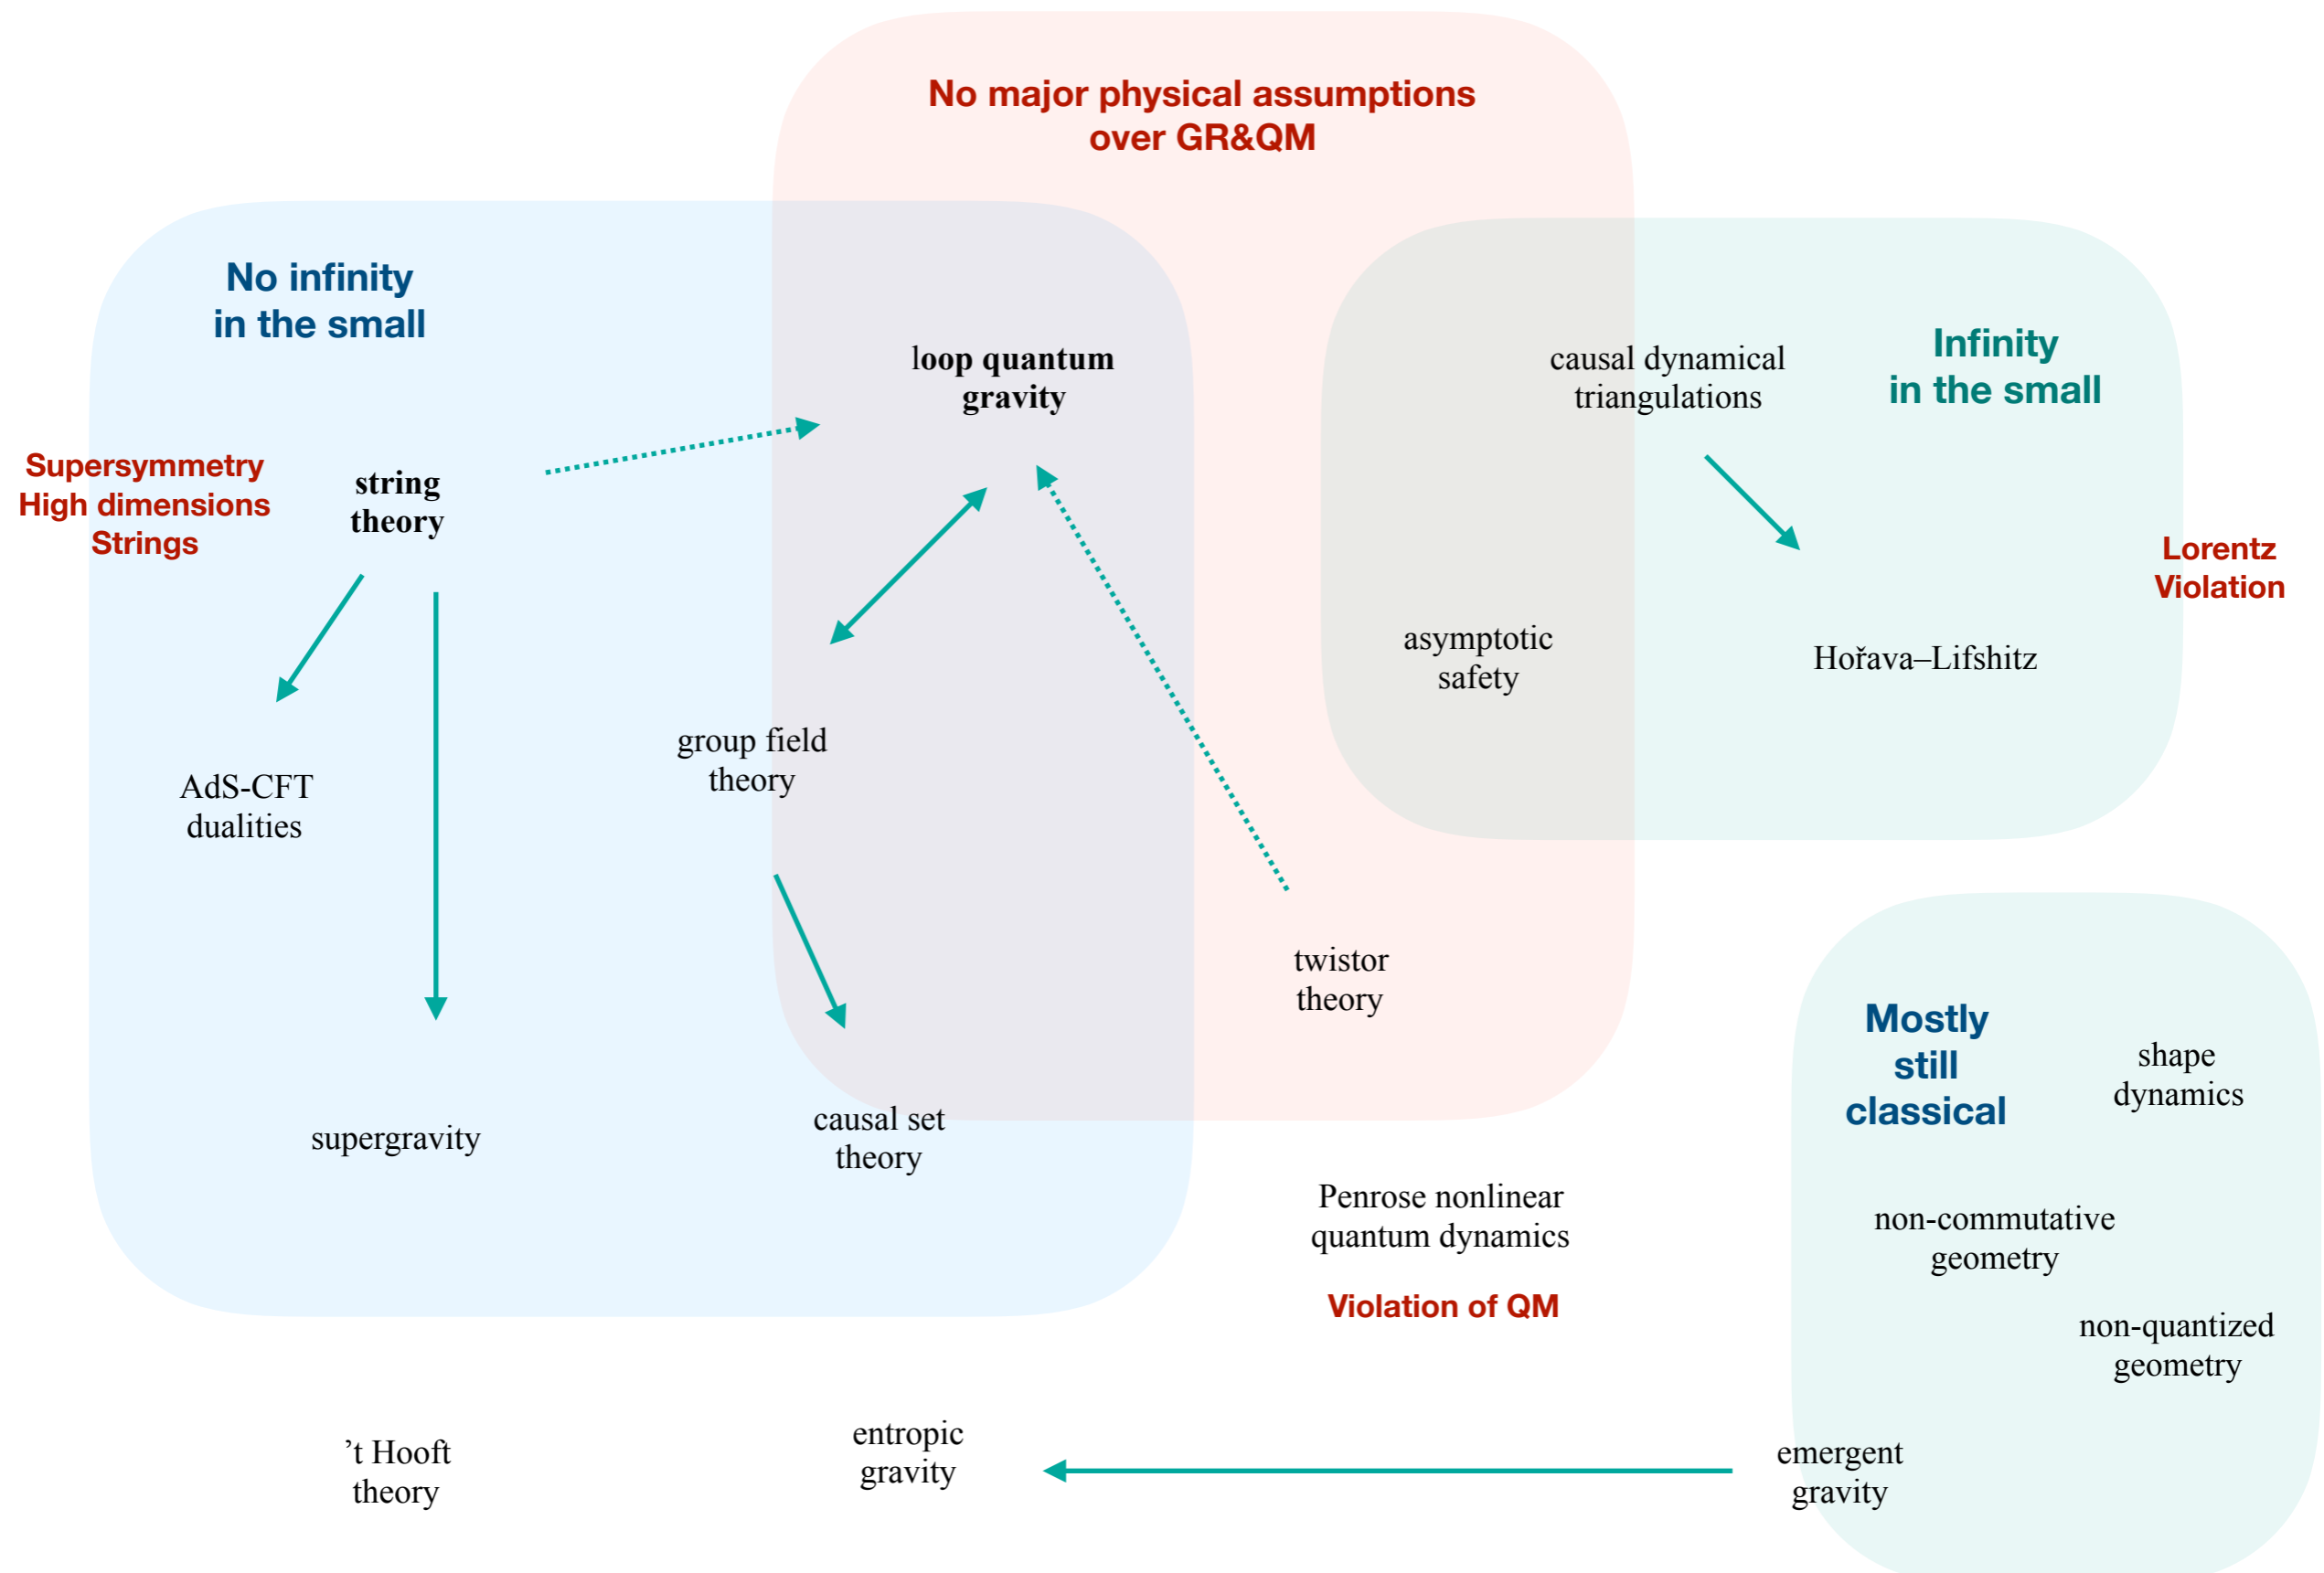 No major physical assumptions
over GR&QM
No infinity
in the small
loop quantum
gravity
causal dynamical
triangulations
Infinity
in the small
Supersymmetry
High dimensions
Strings
string
theory
Lorentz
Violation
asymptotic
safety
Hořava–Lifshitz
group field
theory
AdS-CFT
dualities
twistor
theory
Mostly
still
classical
shape
dynamics
supergravity
causal set
theory
Penrose nonlinear
quantum dynamics
non-commutative
geometry
Violation of QM
non-quantized
geometry
’t Hooft
theory
entropic
gravity
emergent
gravity